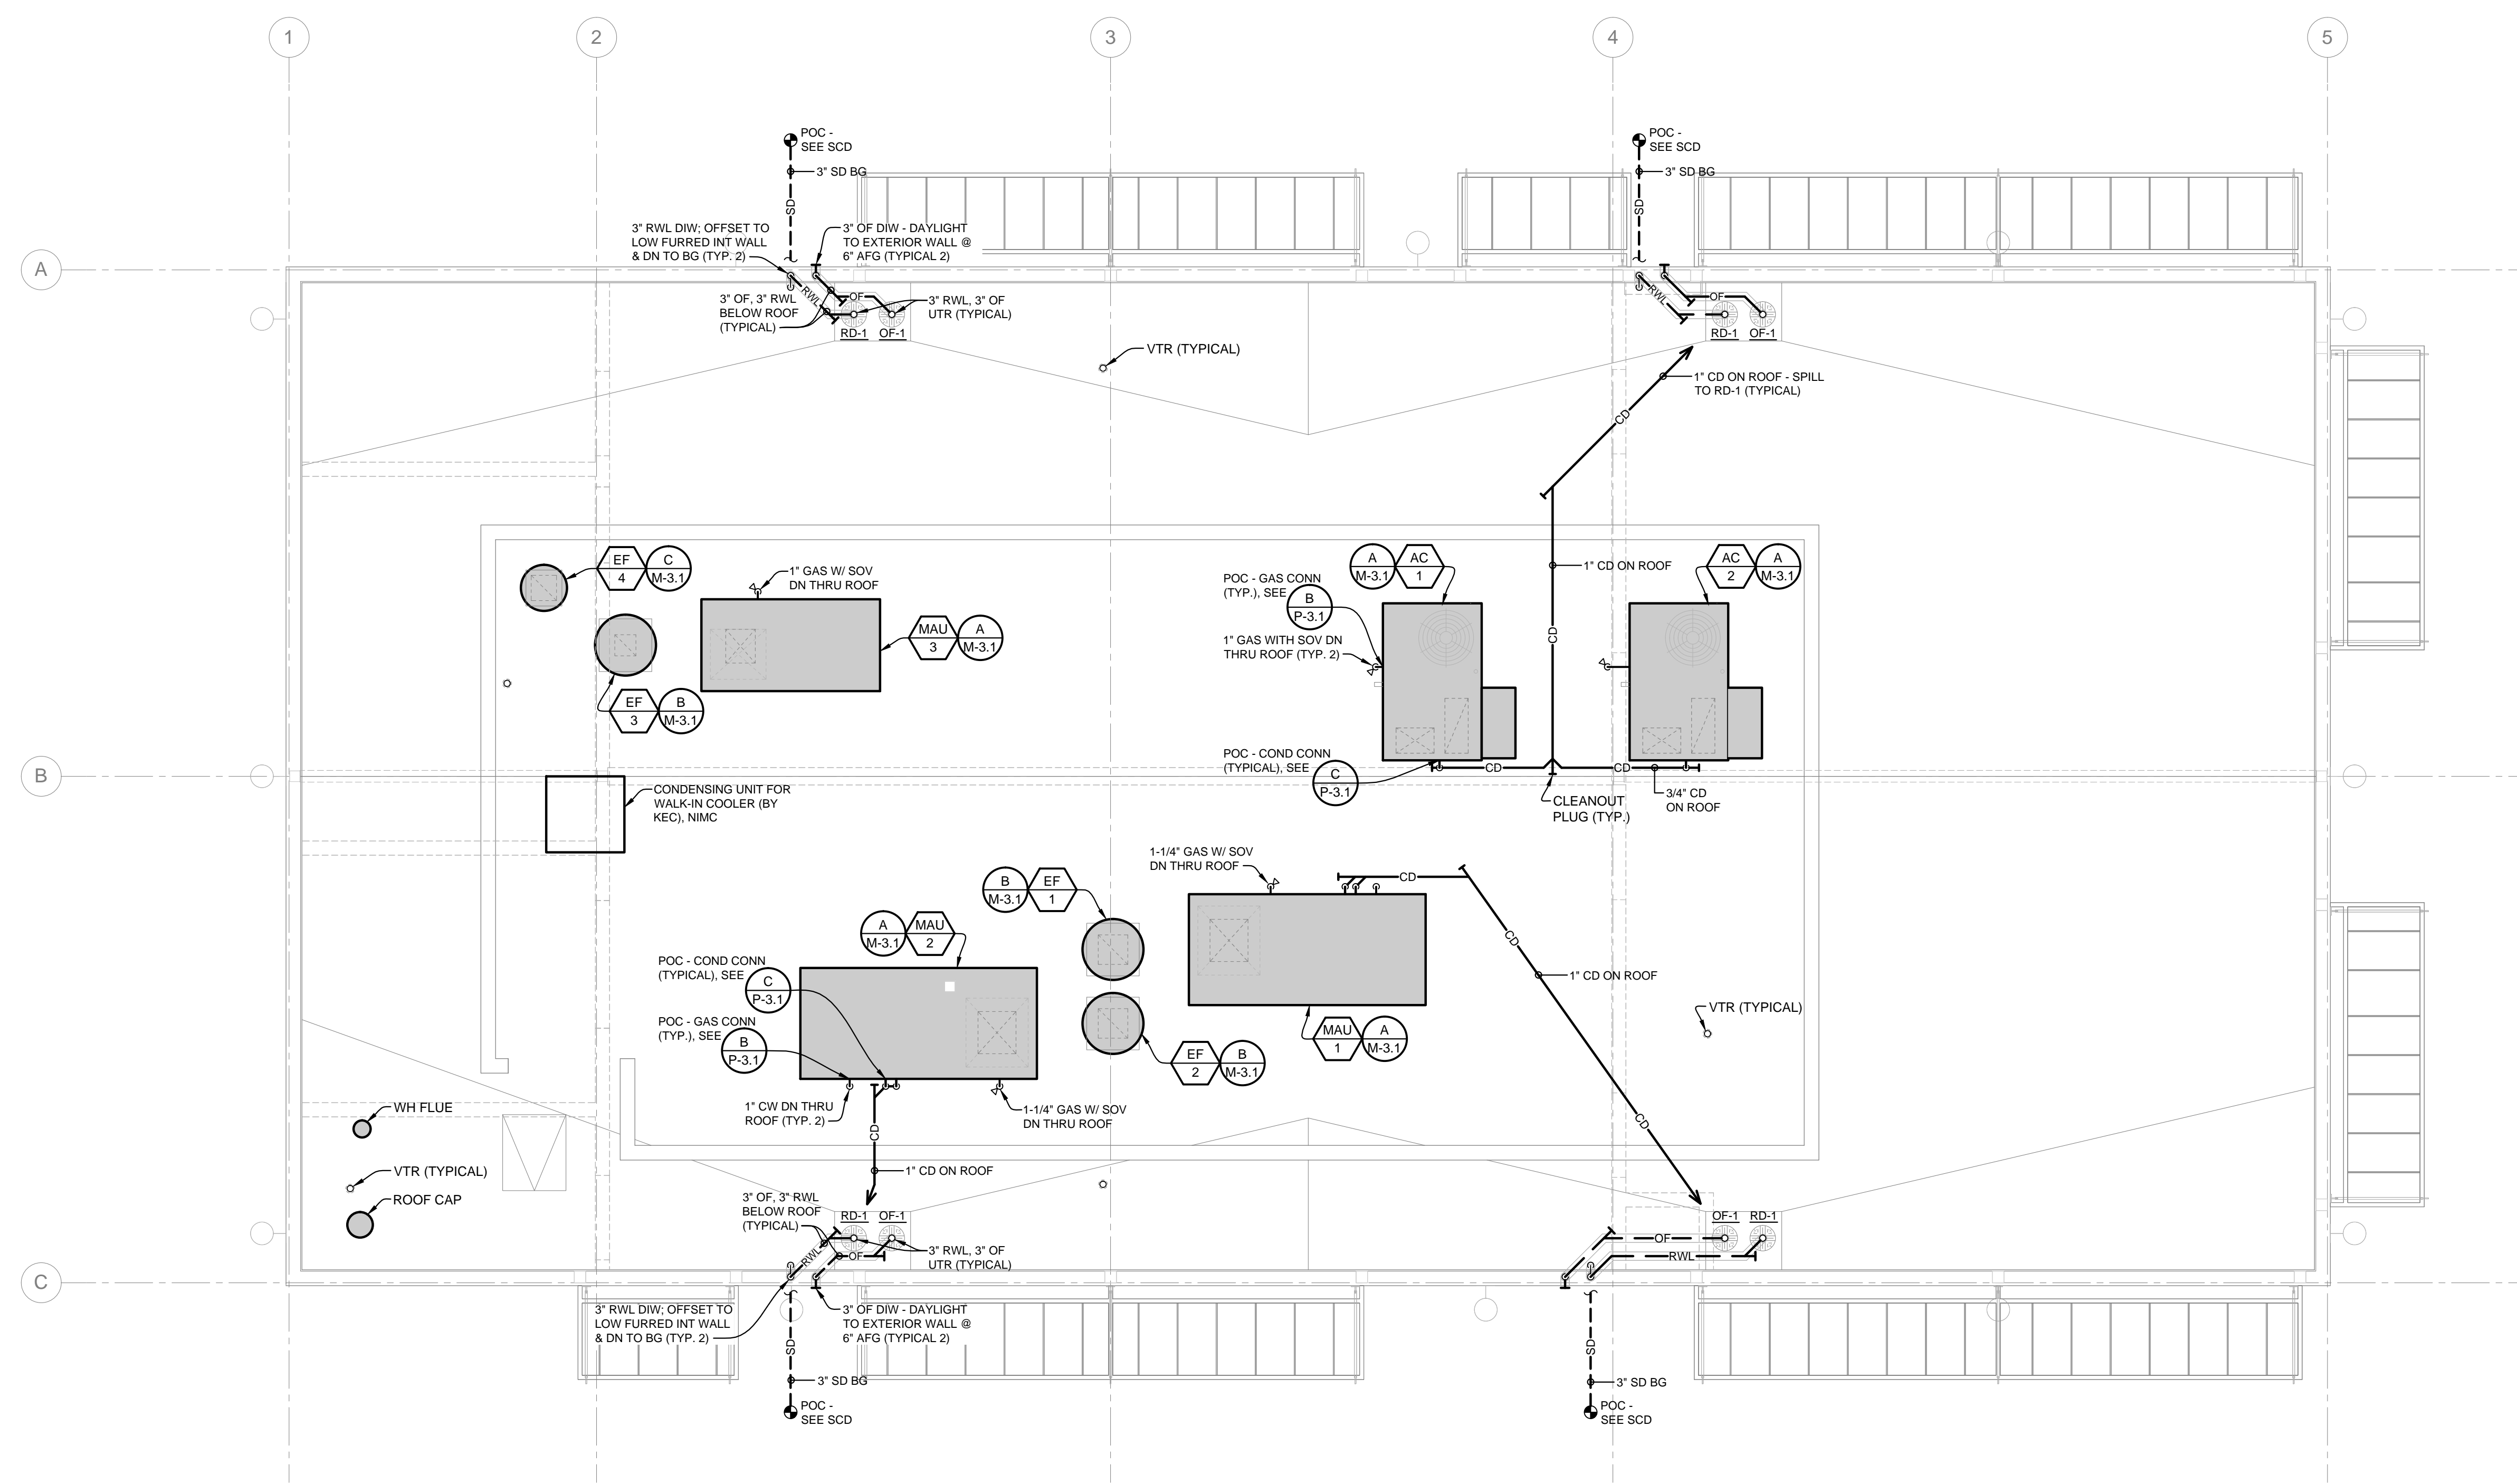 1
2
3
4
5
A
B
C
POC -
SEE SCD
3" SD BG
SD
3" RWL DIW; OFFSET TO
LOW FURRED INT WALL
& DN TO BG (TYP. 2)
3" OF DIW - DAYLIGHT
TO EXTERIOR WALL @
6" AFG (TYPICAL 2)
3" OF, 3" RWL
BELOW ROOF
(TYPICAL)
RWL
OF
3" RWL, 3" OF
UTR (TYPICAL)
RD-1
OF-1
VTR (TYPICAL)
POC -
SEE SCD
3" SD BG
SD
RWL
OF
RD-1
OF-1
1" CD ON ROOF - SPILL
TO RD-1 (TYPICAL)
CD
EF
4
C
M-3.1
1" GAS W/ SOV
DN THRU ROOF
MAU
3
A
M-3.1
EF
3
B
M-3.1
A
M-3.1
AC
1
POC - GAS CONN
(TYP.), SEE
B
P-3.1
1" GAS WITH SOV DN
THRU ROOF (TYP. 2)
1" CD ON ROOF
CD
AC
2
A
M-3.1
POC - COND CONN
(TYPICAL), SEE
C
P-3.1
CD
CD
CLEANOUT
PLUG (TYP.)
3/4" CD
ON ROOF
CONDENSING UNIT FOR
WALK-IN COOLER (BY
KEC), NIMC
1-1/4" GAS W/ SOV
DN THRU ROOF
CD
B
M-3.1
EF
1
A
M-3.1
MAU
2
POC - COND CONN
(TYPICAL), SEE
C
P-3.1
POC - GAS CONN
(TYP.), SEE
B
P-3.1
CD
1" CD ON ROOF
CD
VTR (TYPICAL)
MAU
1
A
M-3.1
EF
2
B
M-3.1
1" CW DN THRU
ROOF (TYP. 2)
1-1/4" GAS W/ SOV
DN THRU ROOF
CD
1" CD ON ROOF
WH FLUE
VTR (TYPICAL)
ROOF CAP
3" OF, 3" RWL
BELOW ROOF
(TYPICAL)
RD-1
OF-1
RWL
OF
3" RWL, 3" OF
UTR (TYPICAL)
3" RWL DIW; OFFSET TO
LOW FURRED INT WALL
& DN TO BG (TYP. 2)
3" OF DIW - DAYLIGHT
TO EXTERIOR WALL @
6" AFG (TYPICAL 2)
SD
3" SD BG
POC -
SEE SCD
OF-1
RD-1
OF
RWL
SD
3" SD BG
POC -
SEE SCD